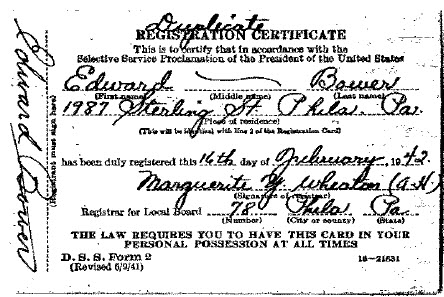 Duplicate
REGISTRATION CERTIFICATE
This is to certify that in accordance with the
Selective Service Proclamation of the President of the United States
Edward Bower
(First name) (Middle name) (Last name)
1987 Sterling St. Phila. Pa
(Place of residence)
(This will be identical with line 2 of the Registration Card)
has been duly registered this 16th day of February, 1942.
Marguerite Y. Wheaton (A.H)
(Signature of registrar)
Registrar for Local Board 78 Phila Pa
(Number) (City or county) (State)
THE LAW REQUIRES YOU TO HAVE THIS CARD IN YOUR
PERSONAL POSSESSION AT ALL TIMES
D. S. S. Form 2 16-21631
(Revised 6/9/41)
Edward Bower
(Registrant must sign here)